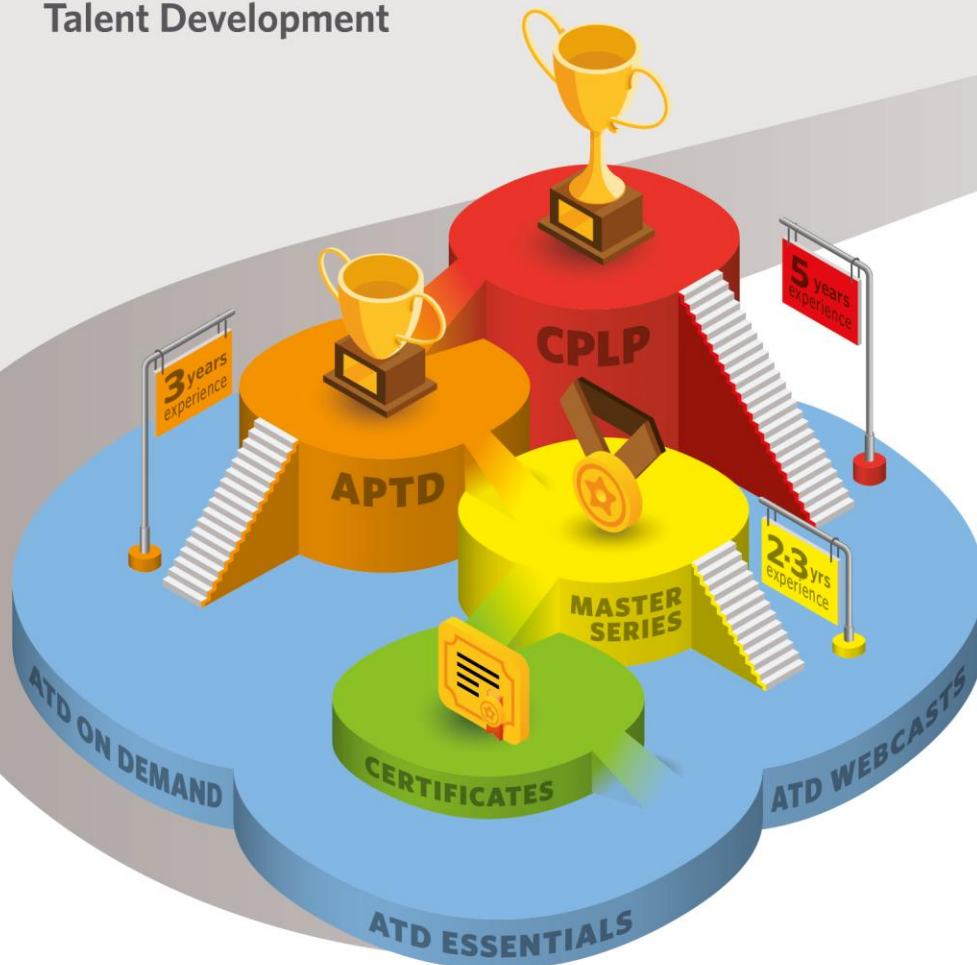 Talent Development
5 years
experience
3 years
experience
CPLP
APTD
2-3 yrs
experience
MASTER
SERIES
CERTIFICATES
ATD ON DEMAND
ATD WEBCASTS
ATD ESSENTIALS